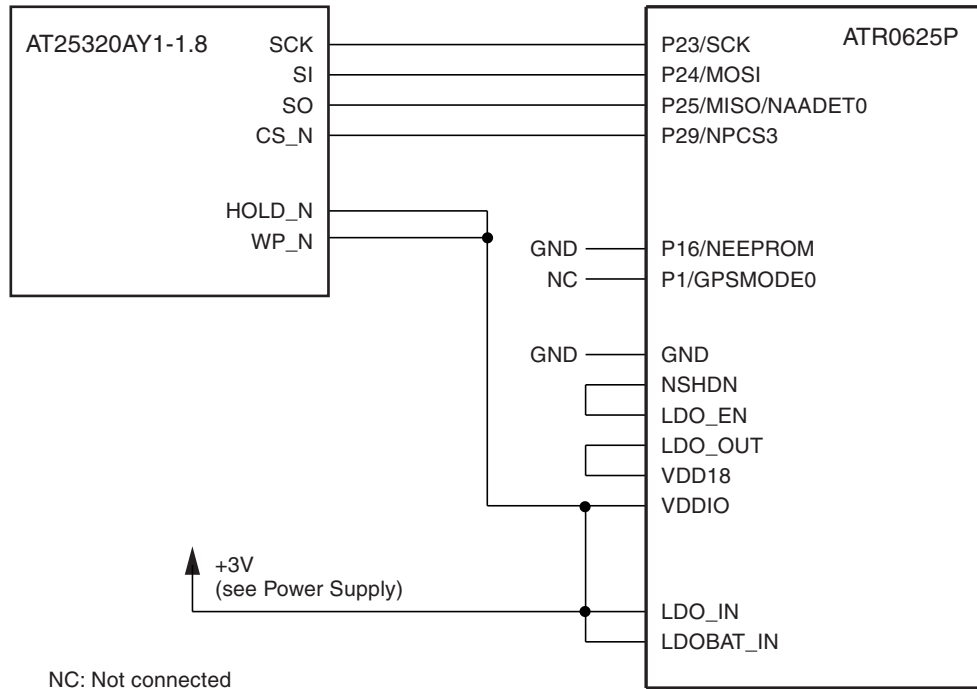 AT25320AY1-1.8
SCK
SI
SO
CS_N
HOLD_N
WP_N
ATR0625P
P23/SCK
P24/MOSI
P25/MISO/NAADET0
P29/NPCS3
GND
P16/NEEPROM
NC
P1/GPSMODE0
GND
GND
NSHDN
LDO_EN
LDO_OUT
VDD18
VDDIO
+3V
(see Power Supply)
LDO_IN
LDOBAT_IN
NC: Not connected